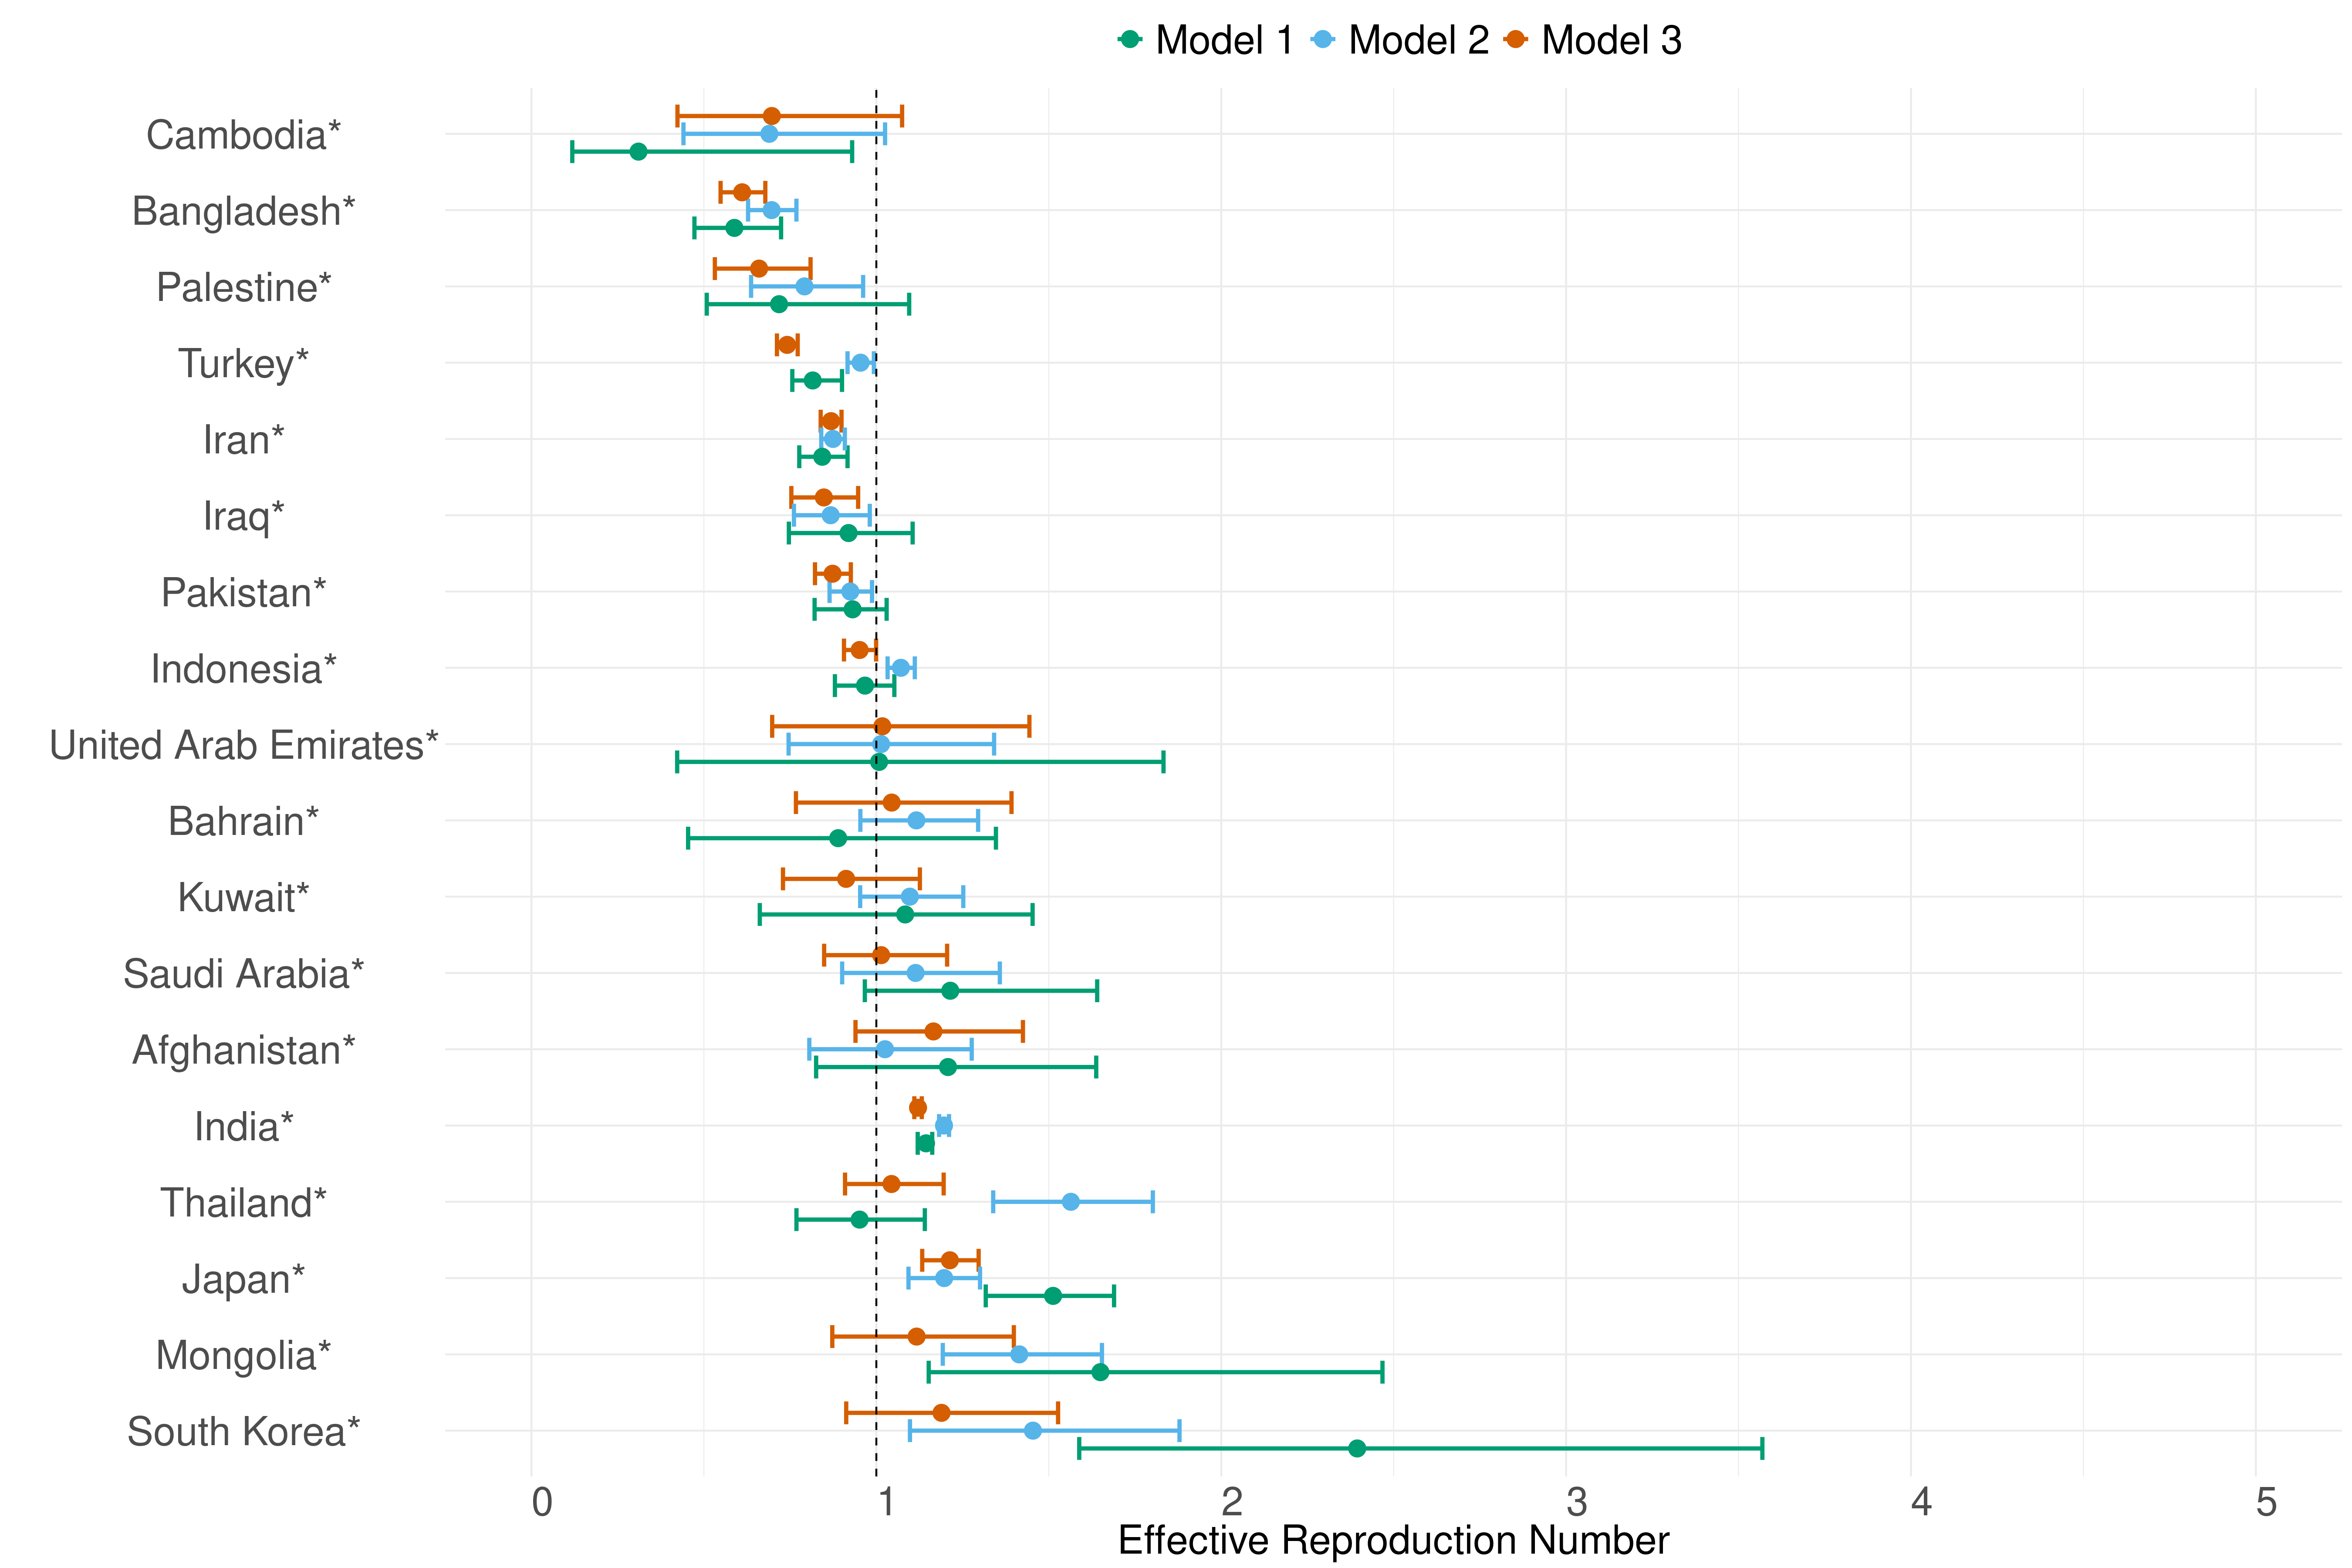 Model 1 Model 2 Model 3
Cambodia*
Bangladesh*
Palestine*
Turkey*
Iran*
Iraq*
Pakistan*
Indonesia*
United Arab Emirates*
Bahrain*
Kuwait*
Saudi Arabia*
Afghanistan*
India*
Thailand*
Japan*
Mongolia*
South Korea*
0 1 2 3 4 5
Effective Reproduction Number